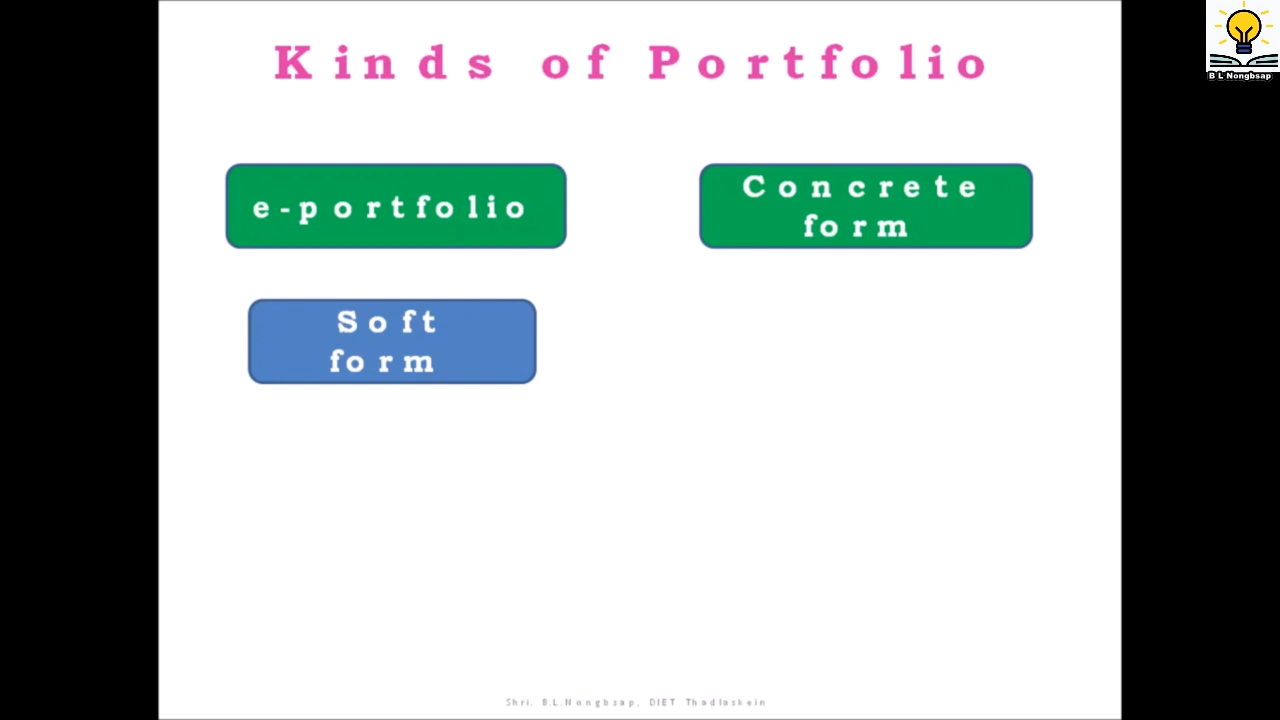 Kinds of Portfolio
e-portfolio
Concrete
form
Soft
form
Shri. B.L.Nongbsap, DIET Thadlaskein
B L Nongbsap